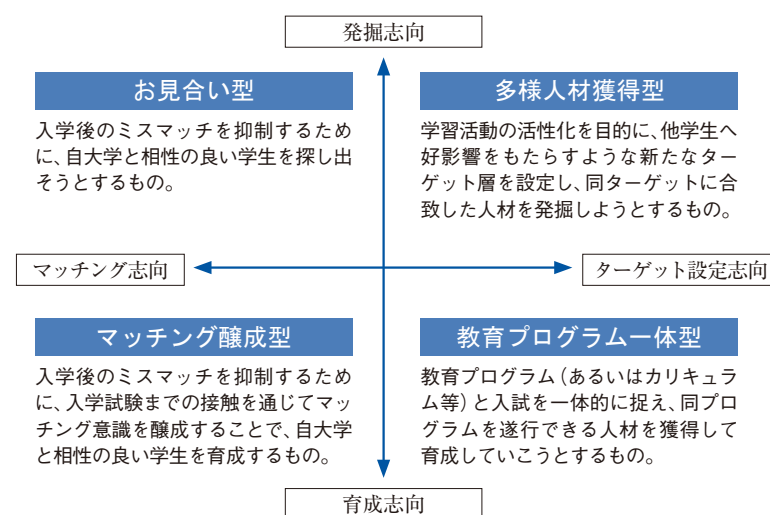 発掘志向
お見合い型
入学後のミスマッチを抑制するため
に、自大学と相性の良い学生を探し出
そうとするもの。
多様人材獲得型
学習活動の活性化を目的に、他学生へ
好影響をもたらすような新たなター
ゲット層を設定し、同ターゲットに合
致した人材を発掘しようとするもの。
マッチング志向
ターゲット設定志向
マッチング醸成型
入学後のミスマッチを抑制するため
に、入学試験までの接触を通じてマッ
チング意識を醸成することで、自大学
と相性の良い学生を育成するもの。
教育プログラム一体型
教育プログラム（あるいはカリキュラ
ム等）と入試を一体的に捉え、同プロ
グラムを遂行できる人材を獲得して
育成していこうとするもの。
育成志向